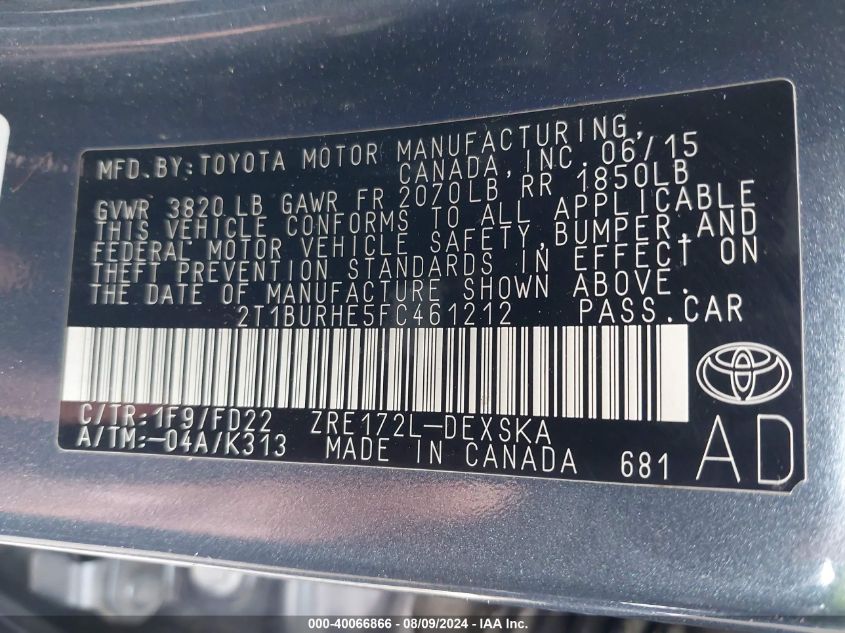 MFD.BY:TOYOTA MOTOR MANUFACTURING,
CANADA,INC. 06/15
GVWR 3820LB GAWR FR 2070LB RR 1850LB
THIS VEHICLE CONFORMS TO ALL APPLICABLE
FEDERAL MOTOR VEHICLE SAFETY,BUMPER,AND
THEFT PREVENTION STANDARDS IN EFFECT ON
THE DATE OF MANUFACTURE SHOWN ABOVE.
2T1BURHE5FC461212 PASS.CAR
C/TR:1F9/FD22 ZRE172L-DEXSKA
A/TM:-04A/K313 MADE IN CANADA 681 AD
000-40066866 - 08/09/2024 - IAA Inc.